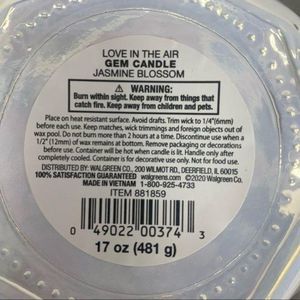 LOVE IN THE AIR
GEM CANDLE
JASMINE BLOSSOM
⚠ WARNING:
Burn within sight. Keep away from things that
catch fire. Keep away from children and pets.
Place on heat resistant surface. Avoid drafts. Trim wick to 1/4"(6mm)
before each use. Keep matches, wick trimmings and foreign objects out of
wax pool. Do not burn more than 2 hours at a time. Discontinue use when a
1/2" (12mm) of wax remains at bottom. Remove packaging or decorations
before use. Container will be hot when candle is lit. Handle only after
completely cooled. Container is for decorative use only. Not for food use.
DISTRIBUTED BY: WALGREEN CO., 200 WILMOT RD., DEERFIELD, IL 60015
100% SATISFACTION GUARANTEED walgreens.com ©2020 Walgreen Co.
MADE IN VIETNAM 1-800-925-4733
ITEM 881859
0 49022 00374 3
17 oz (481 g)